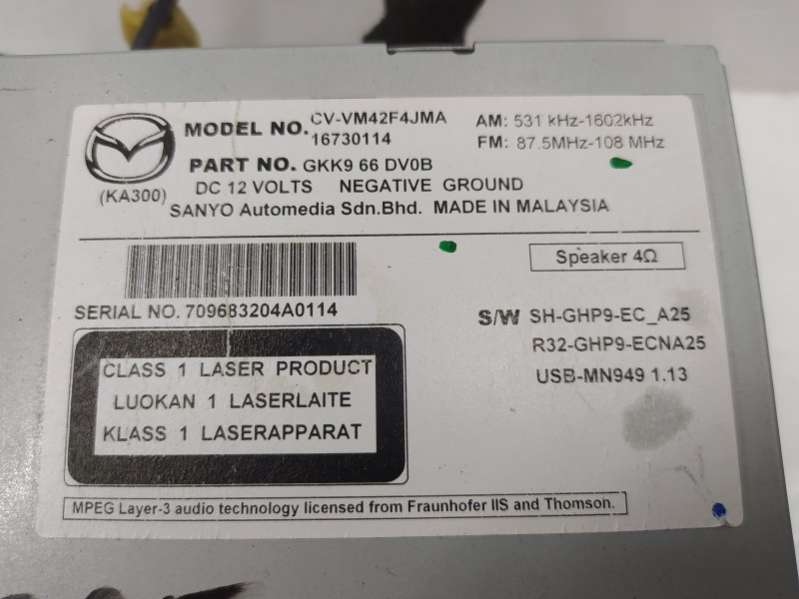 MODEL NO. CV-VM42F4JMA
16730114
AM: 531 kHz-1602kHz
FM: 87.5MHz-108 MHz
PART NO. GKK9 66 DV0B
(KA300)
DC 12 VOLTS NEGATIVE GROUND
SANYO Automedia Sdn.Bhd. MADE IN MALAYSIA
Speaker 4Ω
SERIAL NO. 709683204A0114
S/W SH-GHP9-EC_A25
R32-GHP9-ECNA25
USB-MN949 1.13
CLASS 1 LASER PRODUCT
LUOKAN 1 LASERLAITE
KLASS 1 LASERAPPARAT
MPEG Layer-3 audio technology licensed from Fraunhofer IIS and Thomson.